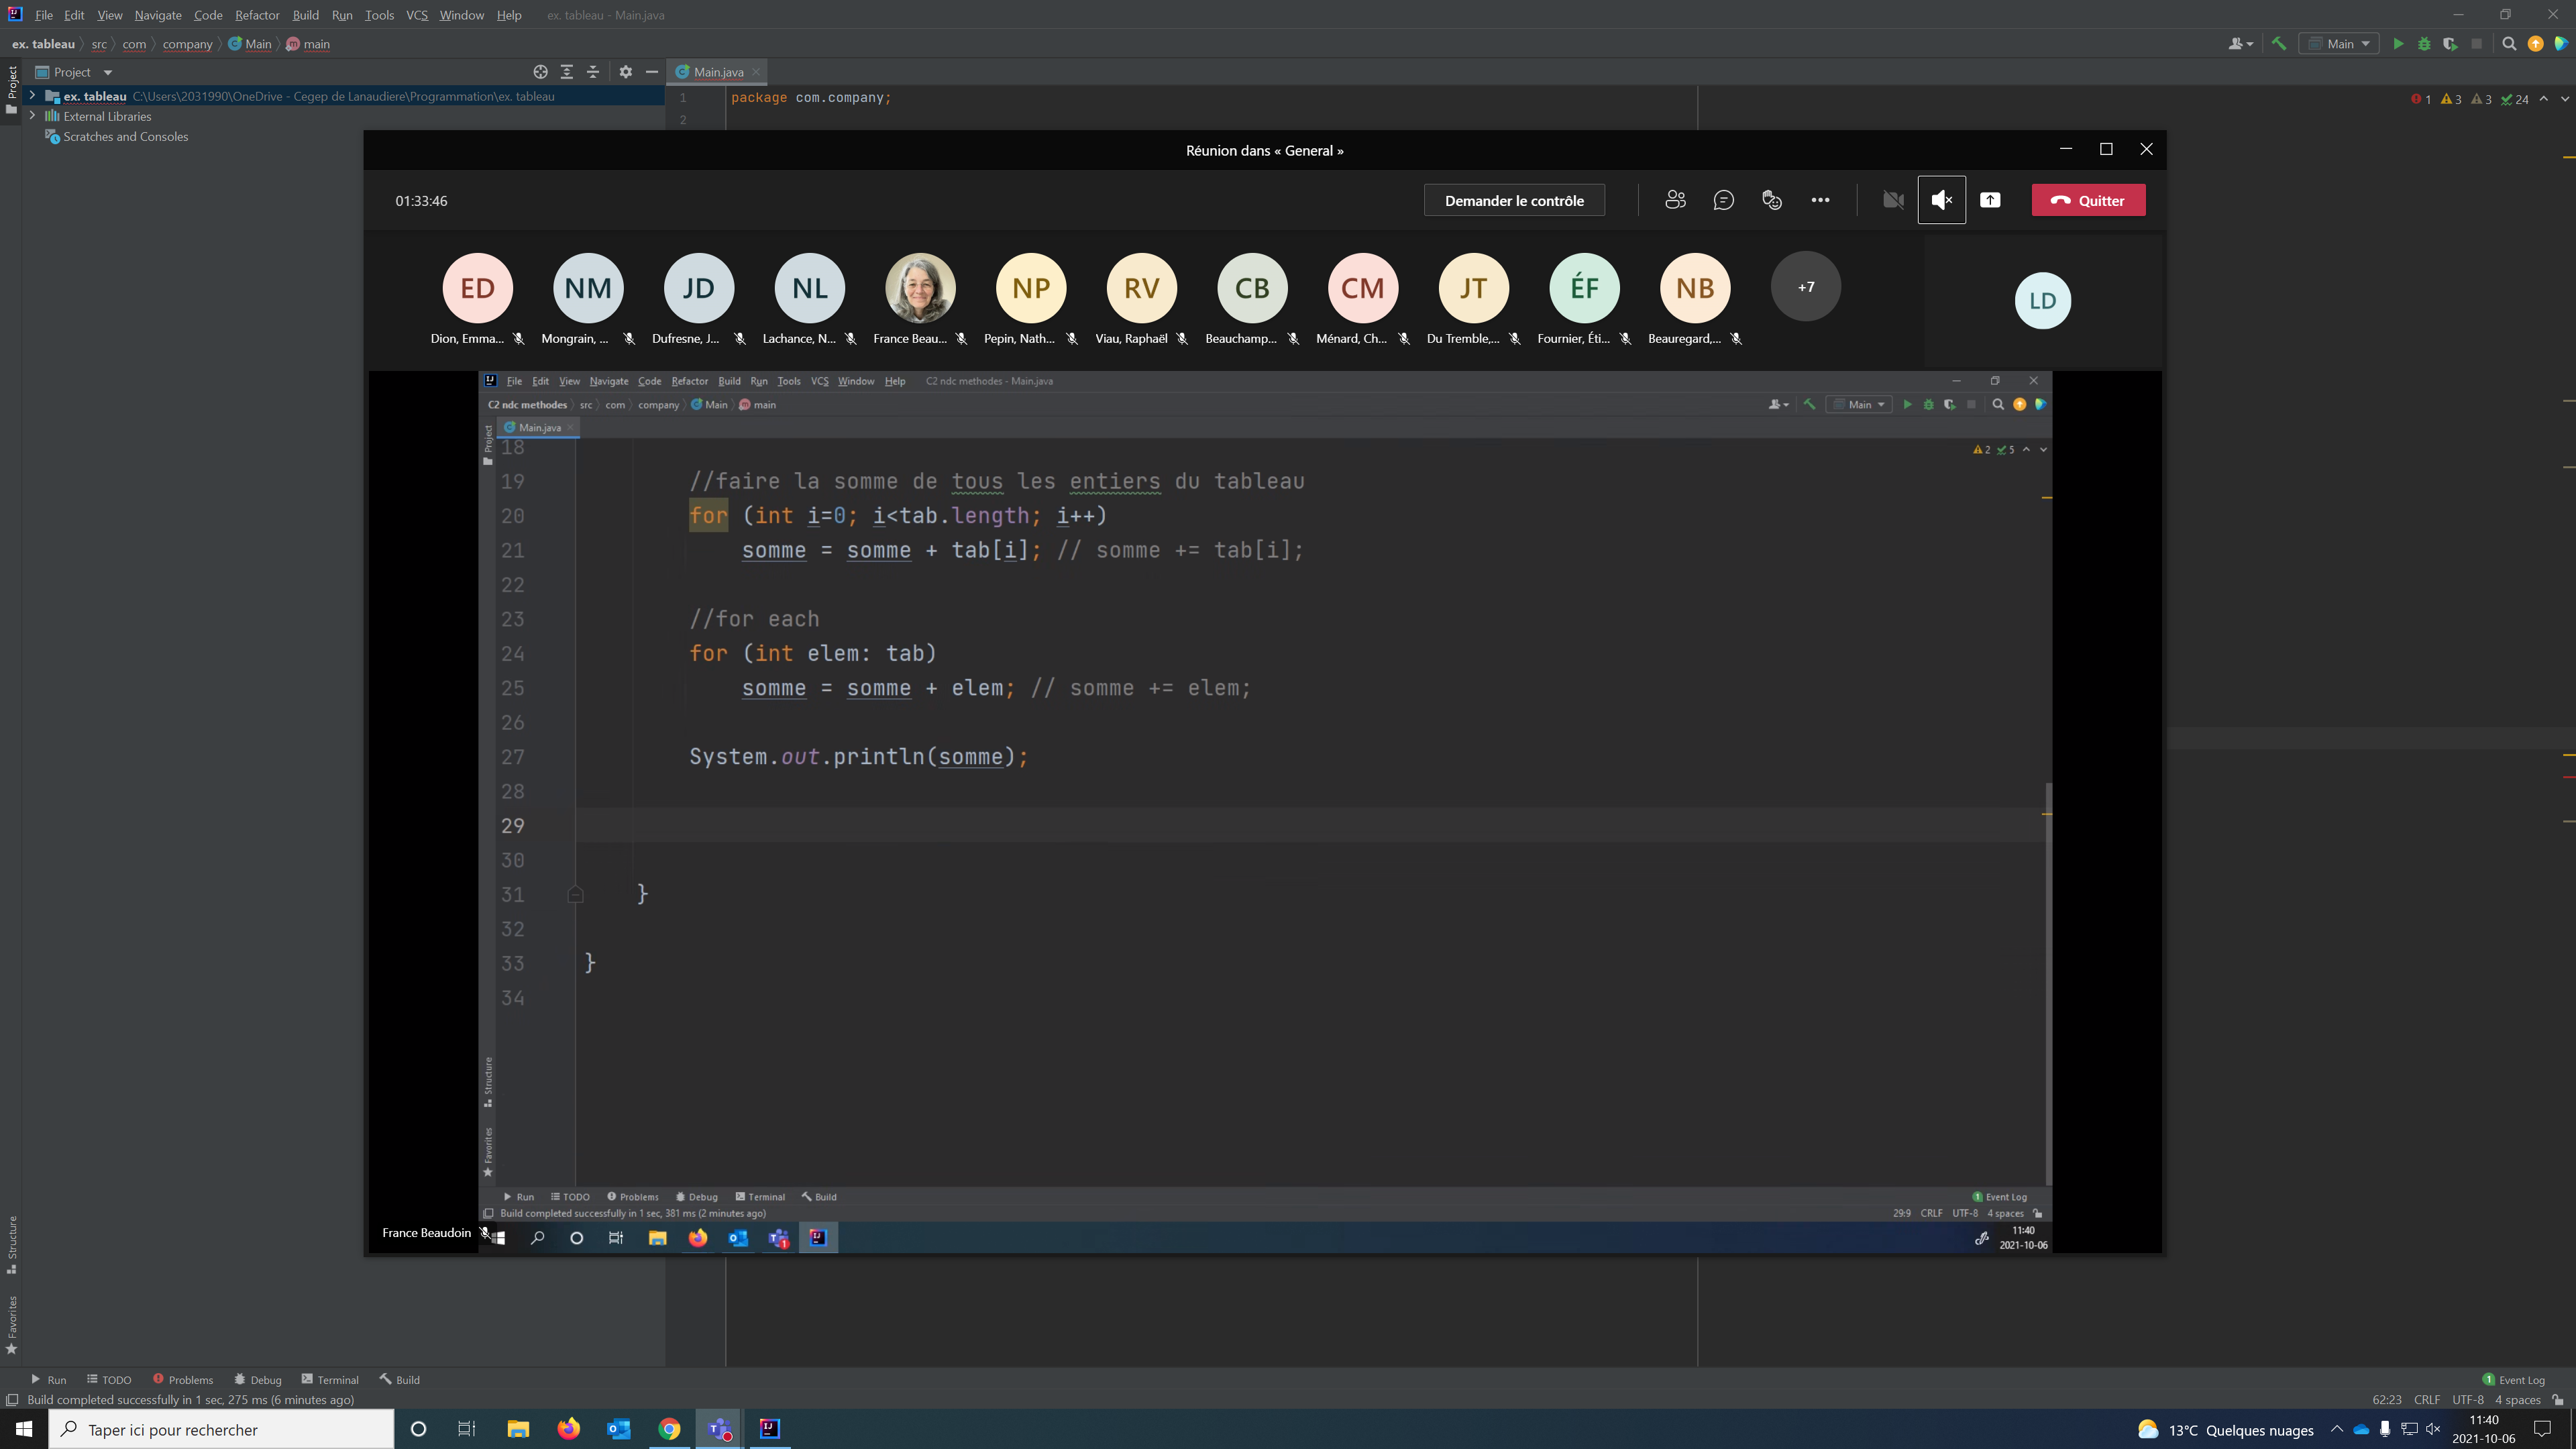 File Edit View Navigate Code Refactor Build Run Tools VCS Window Help ex. tableau - Main.java
ex. tableau src com company Main main
Main
Project
Main.java
ex. tableau C:\Users\2031990\OneDrive - Cegep de Lanaudiere\Programmation\ex. tableau
External Libraries
Scratches and Consoles
Project
1 package com.company;
2
1 3 3 24
Réunion dans « General »
01:33:46
Demander le contrôle
Quitter
ED NM JD NL NP RV CB CM JT ÉF NB +7
LD
Dion, Emma... Mongrain, ... Dufresne, J... Lachance, N... France Beau... Pepin, Nath... Viau, Raphaël Beauchamp... Ménard, Ch... Du Tremble,... Fournier, Éti... Beauregard,...
File Edit View Navigate Code Refactor Build Run Tools VCS Window Help C2 ndc methodes - Main.java
C2 ndc methodes src com company Main main
Main
Main.java
Project
2 5
18
19 //faire la somme de tous les entiers du tableau
20 for (int i=0; i<tab.length; i++)
21 somme = somme + tab[i]; // somme += tab[i];
22
23 //for each
24 for (int elem: tab)
25 somme = somme + elem; // somme += elem;
26
27 System.out.println(somme);
28
29
30
31 }
32
33 }
34
Structure
Favorites
Run TODO Problems Debug Terminal Build
1 Event Log
Build completed successfully in 1 sec, 381 ms (2 minutes ago)
29:9 CRLF UTF-8 4 spaces
France Beaudoin
11:40
2021-10-06
Structure
Favorites
Run TODO Problems Debug Terminal Build
1 Event Log
Build completed successfully in 1 sec, 275 ms (6 minutes ago)
62:23 CRLF UTF-8 4 spaces
Taper ici pour rechercher
13°C Quelques nuages
11:40
2021-10-06